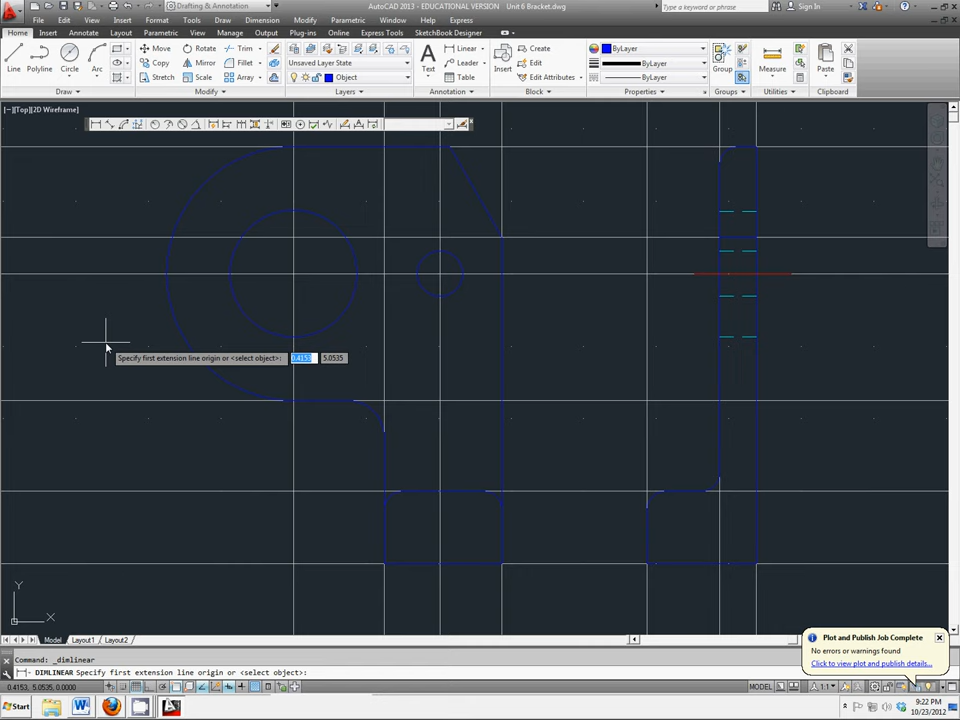 Drafting & Annotation
AutoCAD 2013 - EDUCATIONAL VERSION Unit 6 Bracket.dwg
Type a keyword or phrase
Sign In
File Edit View Insert Format Tools Draw Dimension Modify Parametric Window Help Express
Home Insert Annotate Layout Parametric View Manage Output Plug-ins Online Express Tools SketchBook Designer
Line Polyline Circle Arc
Move Rotate Trim
Copy Mirror Fillet
Stretch Scale Array
Unsaved Layer State
Object
Text
Linear
Leader
Table
Insert
Create
Edit
Edit Attributes
ByLayer
ByLayer
ByLayer
Group
Measure
Paste
Draw Modify Layers Annotation Block Properties Groups Utilities Clipboard
[−][Top][2D Wireframe]
Specify first extension line origin or <select object>: 0.4153 5.0535
Y
X
Model Layout1 Layout2
Command: _dimlinear
DIMLINEAR Specify first extension line origin or <select object>:
Plot and Publish Job Complete
No errors or warnings found
Click to view plot and publish details...
0.4153, 5.0535, 0.0000
MODEL
1:1
Start
9:22 PM
10/23/2012